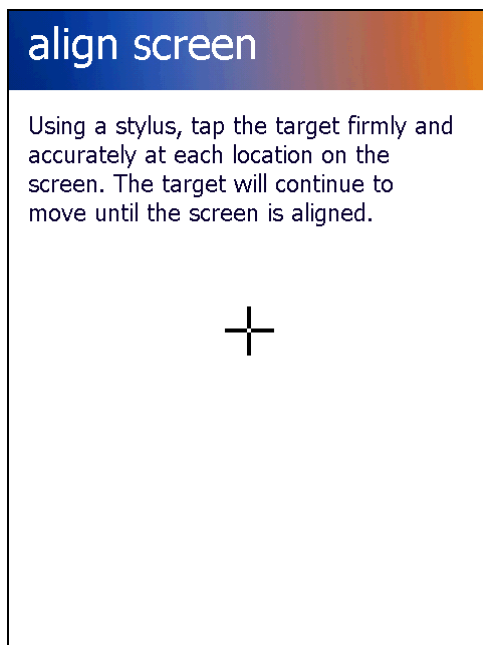 align screen
Using a stylus, tap the target firmly and
accurately at each location on the
screen. The target will continue to
move until the screen is aligned.